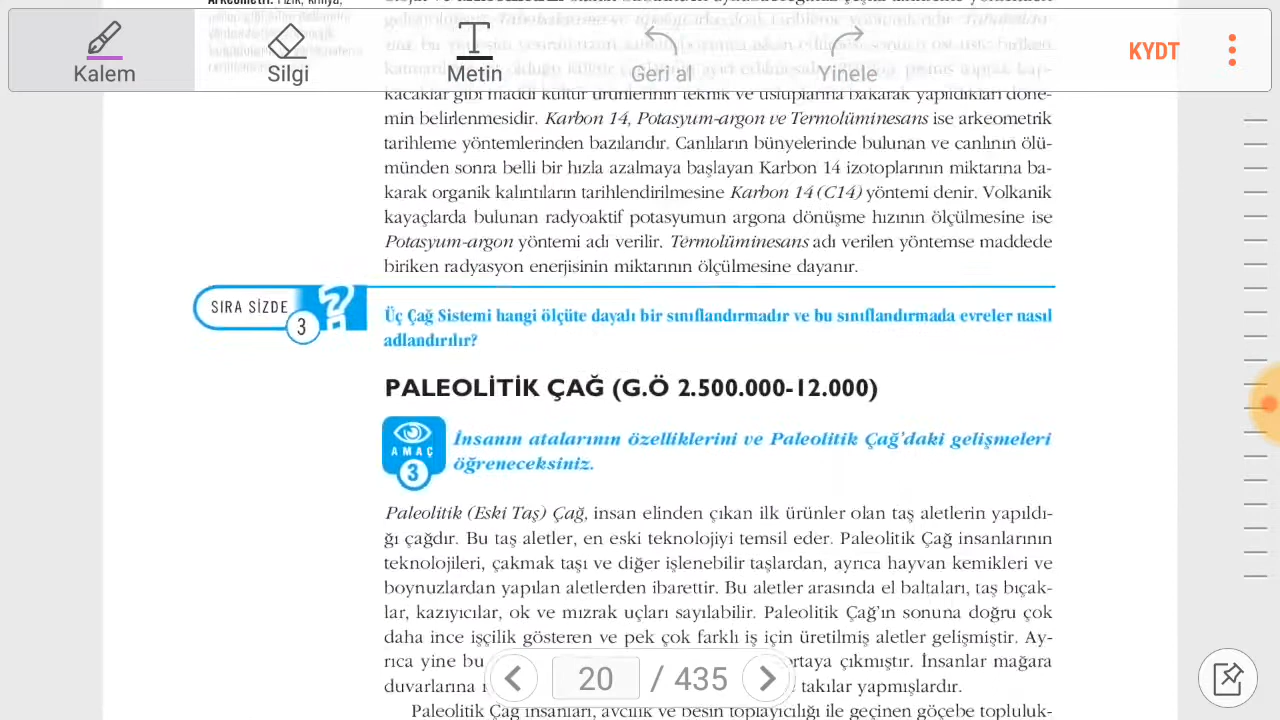 Arkeometri: Fizik, kimya,
Kalem
Silgi
Metin
Geri al
Yinele
KYDT
kacaklar gibi maddi kültür ürünlerinin teknik ve üsluplarına bakarak yapıldıkları döne-
min belirlenmesidir. Karbon 14, Potasyum-argon ve Termolüminesans ise arkeometrik
tarihleme yöntemlerinden bazılarıdır. Canlıların bünyelerinde bulunan ve canlının ölü-
münden sonra belli bir hızla azalmaya başlayan Karbon 14 izotoplarının miktarına ba-
karak organik kalıntıların tarihlendirilmesine Karbon 14 (C14) yöntemi denir. Volkanik
kayaçlarda bulunan radyoaktif potasyumun argona dönüşme hızının ölçülmesine ise
Potasyum-argon yöntemi adı verilir. Termolüminesans adı verilen yöntemse maddede
biriken radyasyon enerjisinin miktarının ölçülmesine dayanır.
SIRA SİZDE
3
Üç Çağ Sistemi hangi ölçüte dayalı bir sınıflandırmadır ve bu sınıflandırmada evreler nasıl
adlandırılır?
PALEOLİTİK ÇAĞ (G.Ö 2.500.000-12.000)
AMAÇ
3
İnsanın atalarının özelliklerini ve Paleolitik Çağ'daki gelişmeleri
öğreneceksiniz.
Paleolitik (Eski Taş) Çağ, insan elinden çıkan ilk ürünler olan taş aletlerin yapıldı-
ğı çağdır. Bu taş aletler, en eski teknolojiyi temsil eder. Paleolitik Çağ insanlarının
teknolojileri, çakmak taşı ve diğer işlenebilir taşlardan, ayrıca hayvan kemikleri ve
boynuzlardan yapılan aletlerden ibarettir. Bu aletler arasında el baltaları, taş bıçak-
lar, kazıyıcılar, ok ve mızrak uçları sayılabilir. Paleolitik Çağ'ın sonuna doğru çok
daha ince işçilik gösteren ve pek çok farklı iş için üretilmiş aletler gelişmiştir. Ay-
rıca yine bu ortaya çıkmıştır. İnsanlar mağara
duvarlarına takılar yapmışlardır.
20 / 435
Paleolitik Çağ insanları, avcılık ve besin toplayıcılığı ile geçinen göçebe topluluk-